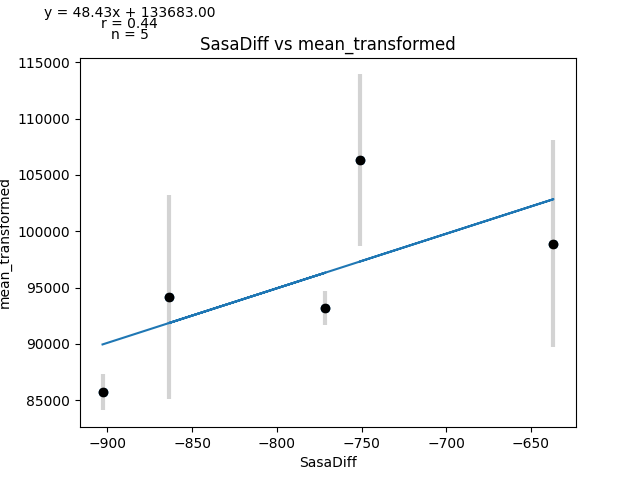 y = 48.43x + 133683.00
r = 0.44
n = 5
SasaDiff vs mean_transformed
115000
110000
105000
100000
95000
90000
85000
mean_transformed
−900
−850
−800
−750
−700
−650
SasaDiff